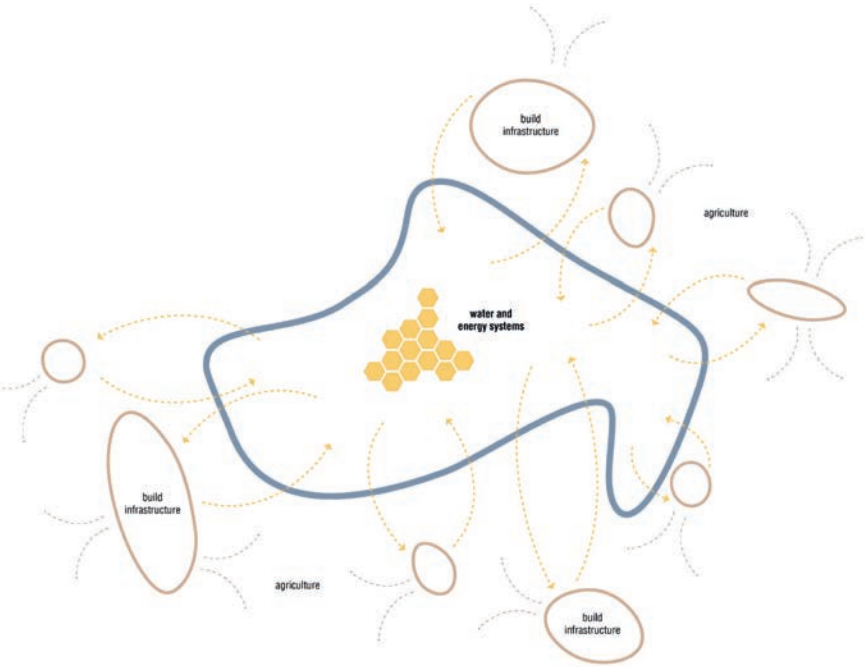 build
infrastructure
agriculture
water and
energy systems
build
infrastructure
agriculture
build
infrastructure